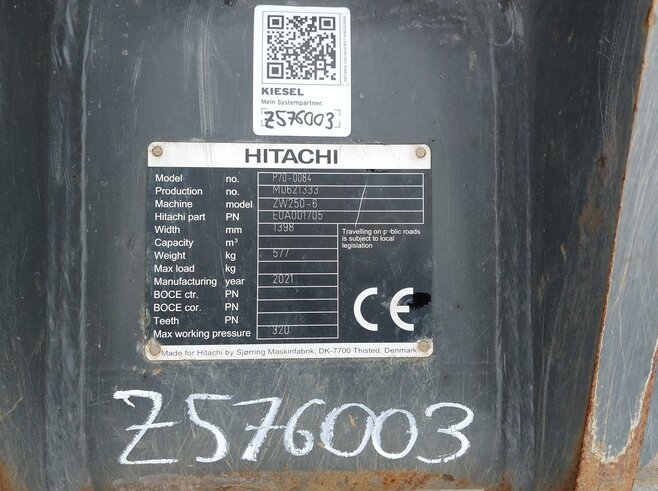 KIESEL
Mein Systempartner.
Z576003
HITACHI
Model no. P70-0084
Production no. M0621333
Machine model ZW250-6
Hitachi part PN E0A001705
Width mm 1398
Capacity m³
Weight kg 577
Max load kg
Manufacturing year 2021
BOCE ctr. PN
BOCE cor. PN
Teeth PN
Max working pressure 320
Travelling on public roads
is subject to local
legislation
CE
Made for Hitachi by Sjørring Maskinfabrik, DK-7700 Thisted, Denmark
Z576003